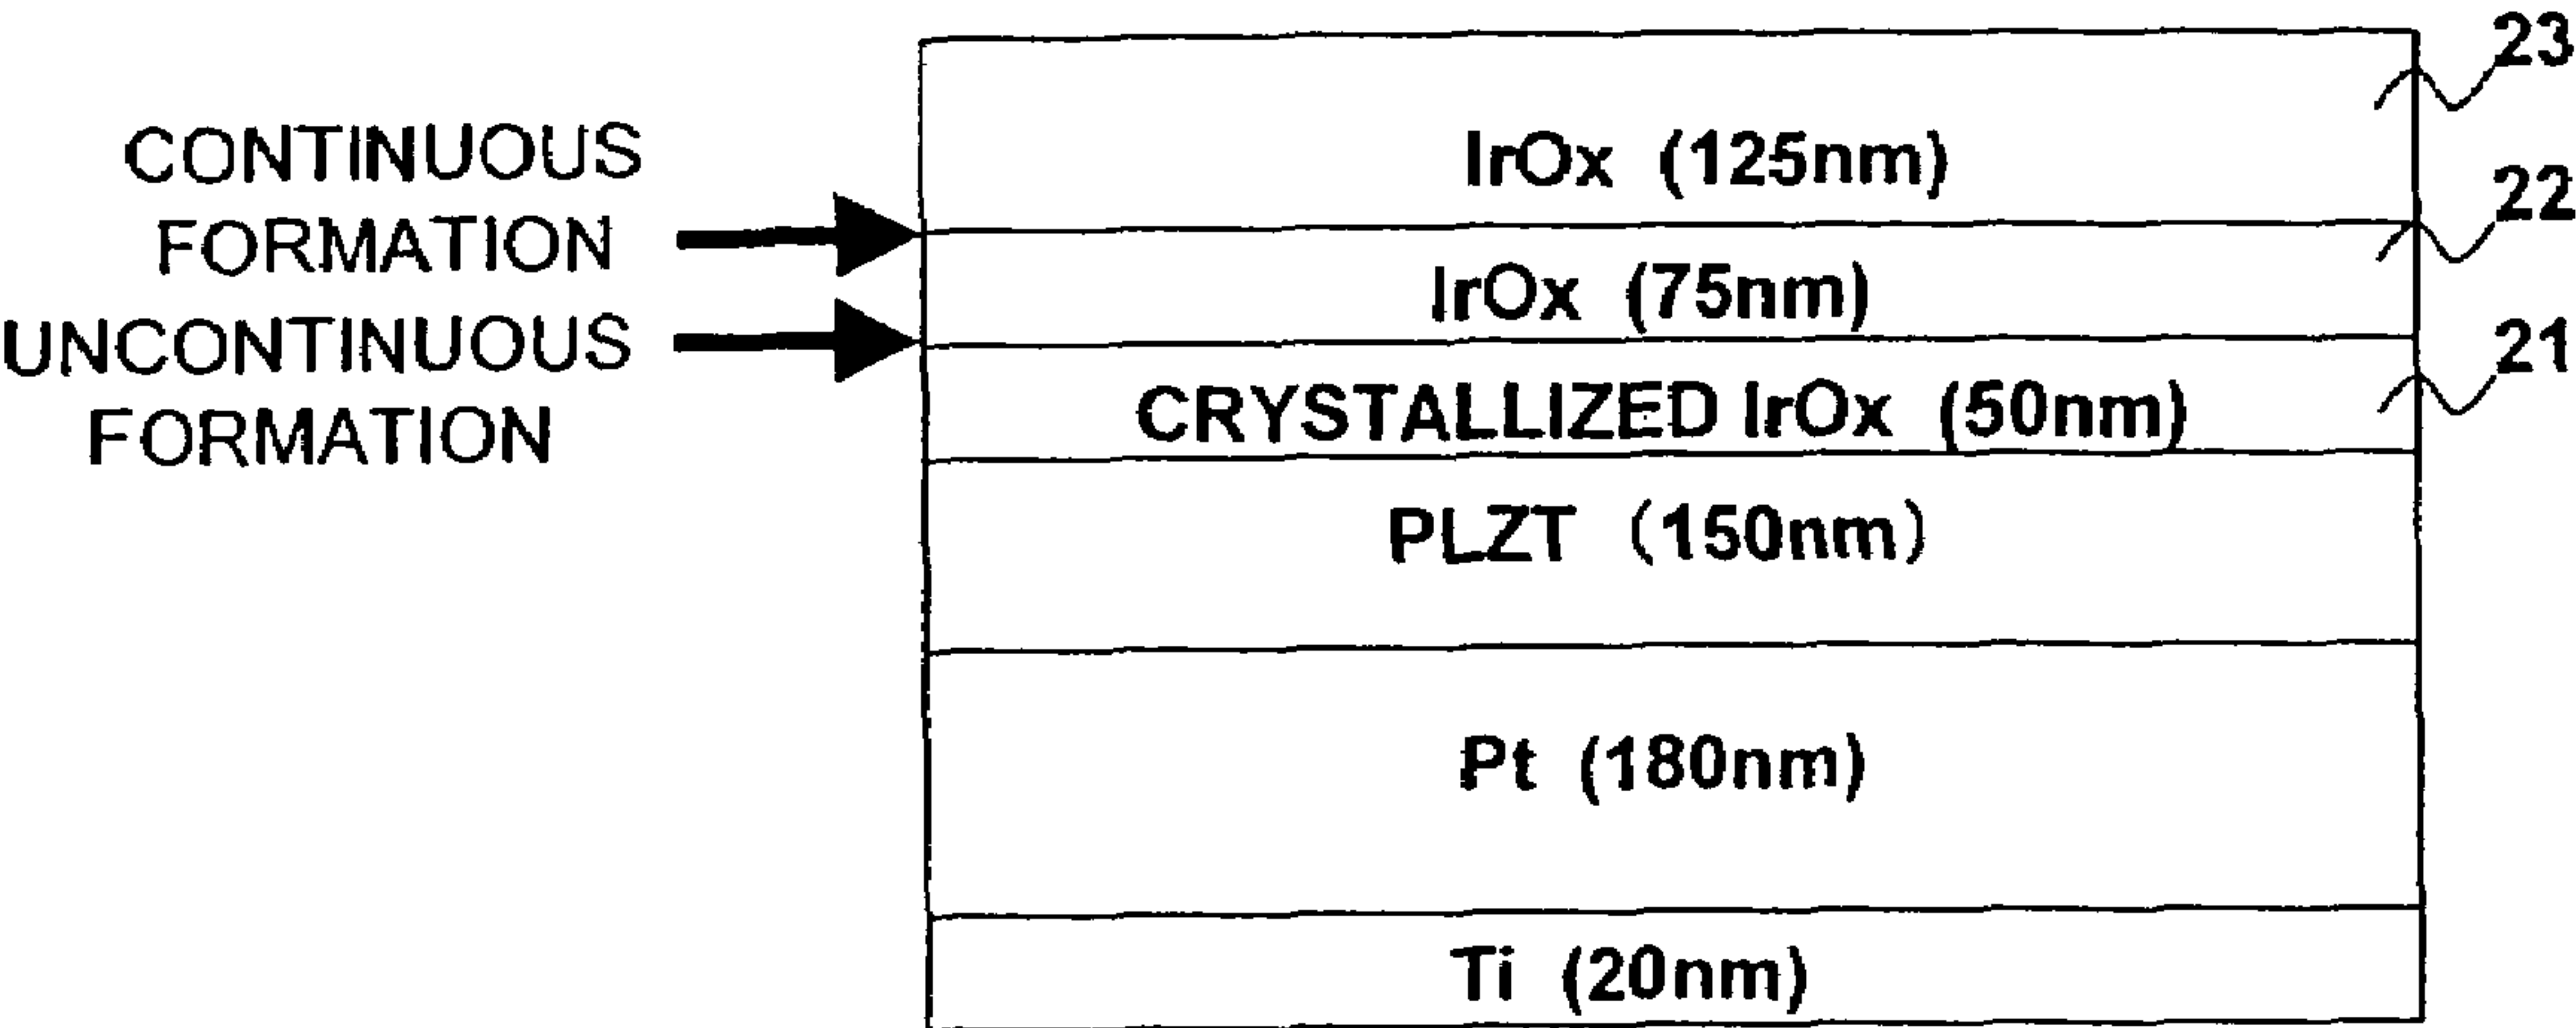 23
IrOx (125nm)
CONTINUOUS
FORMATION
22
IrOx (75nm)
UNCONTINUOUS
FORMATION
21
CRYSTALLIZED IrOx (50nm)
PLZT (150nm)
Pt (180nm)
Ti (20nm)